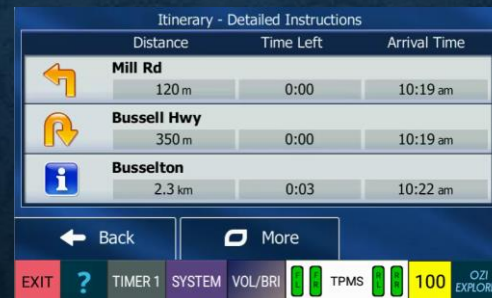 Itinerary - Detailed Instructions
Distance Time Left Arrival Time
Mill Rd
120 m 0:00 10:19 am
Bussell Hwy
350 m 0:00 10:19 am
Busselton
2.3 km 0:03 10:22 am
Back More
EXIT ? TIMER 1 SYSTEM VOL/BRI F L F R TPMS R L R R 100 OZI
EXPLOR